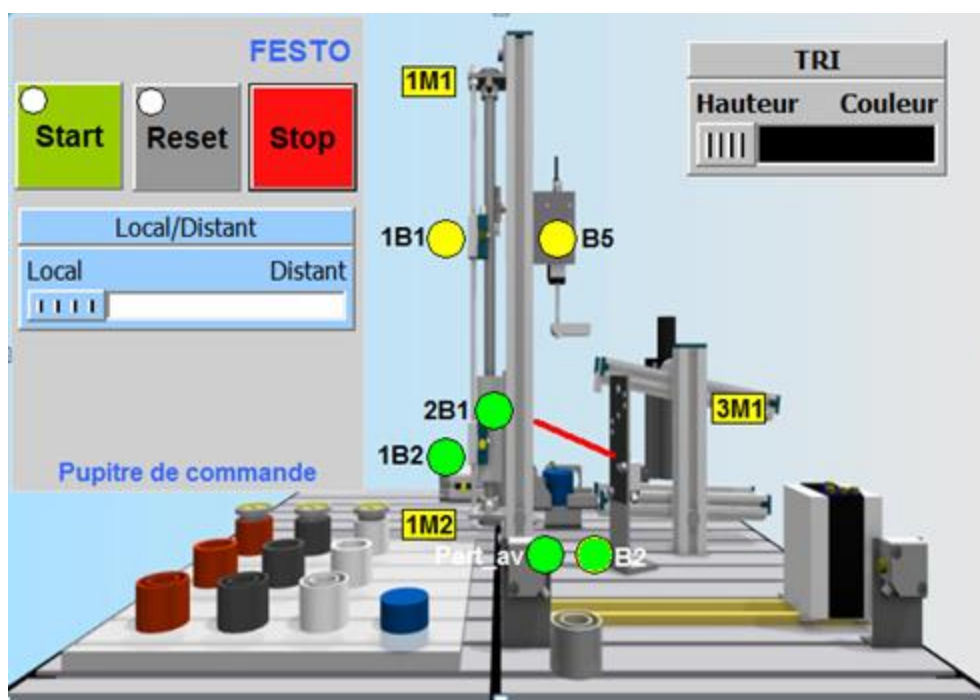 FESTO
Start
Reset
Stop
Local/Distant
Local
Distant
Pupitre de commande
1M1
TRI
Hauteur
Couleur
1B1
B5
2B1
3M1
1B2
1M2
Part_av
B2